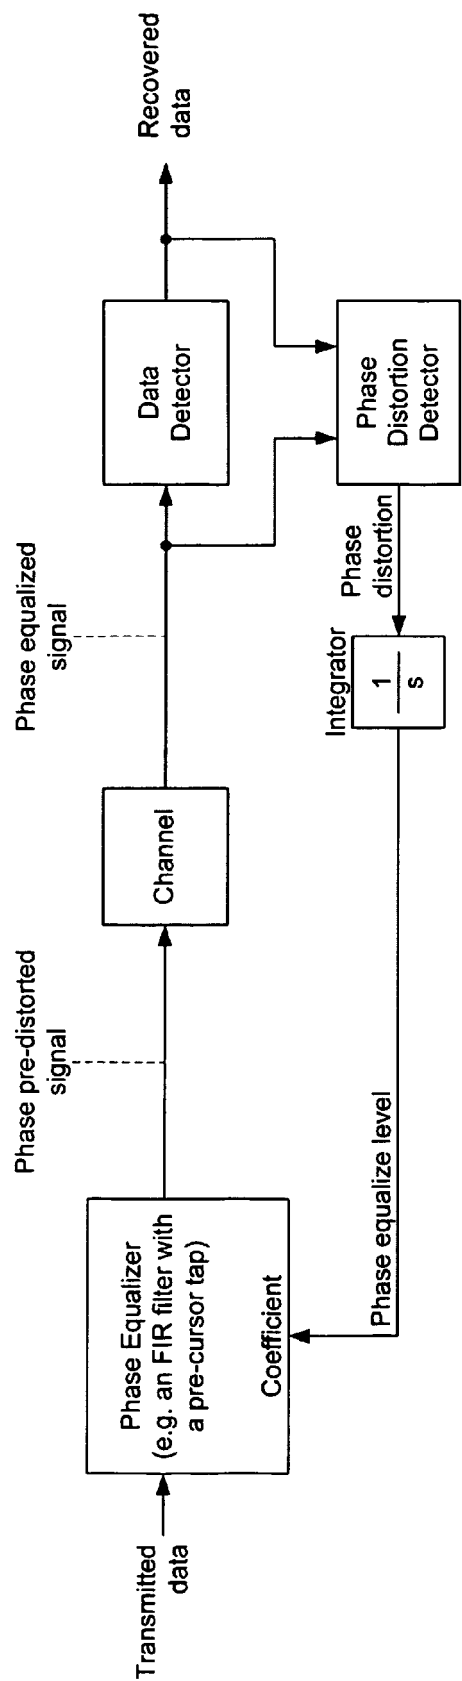 Transmitted
data
Phase Equalizer
(e.g. an FIR filter with
a pre-cursor tap)
Coefficient
Phase pre-distorted
signal
Channel
Phase equalized
signal
Data
Detector
Recovered
data
Phase
Distortion
Detector
Phase
distortion
Integrator
1
s
Phase equalize level